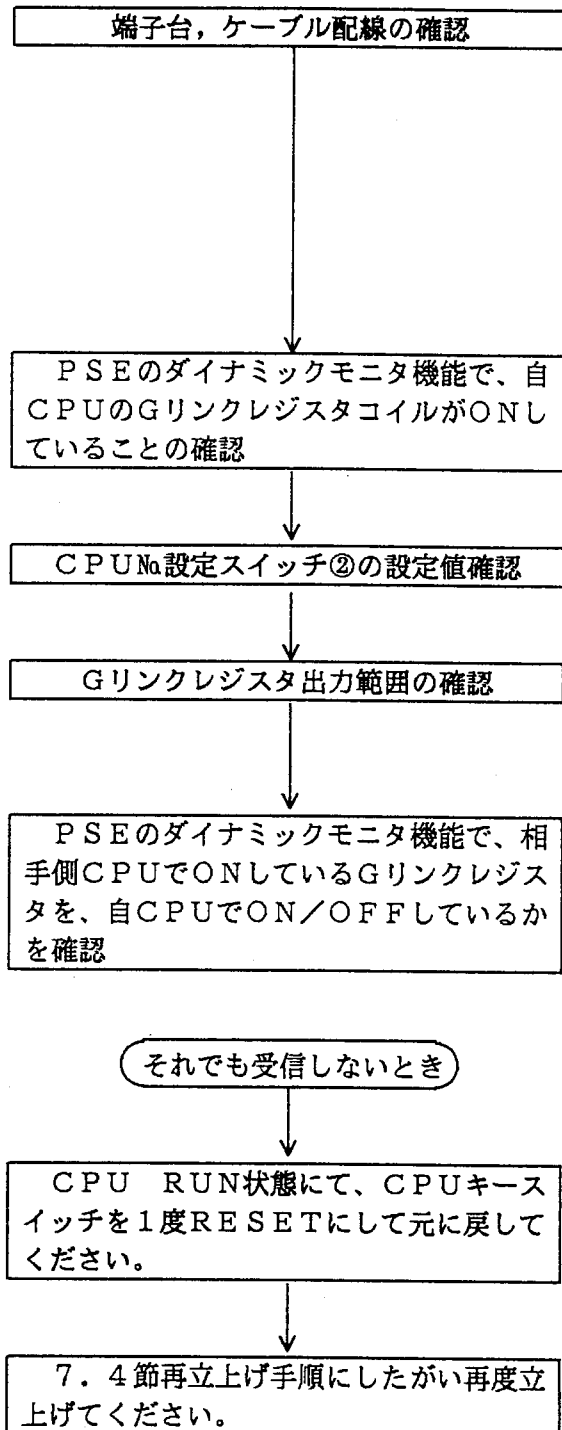 端子台，ケーブル配線の確認
ＰＳＥのダイナミックモニタ機能で、自
ＣＰＵのＧリンクレジスタコイルがＯＮし
ていることの確認
ＣＰＵ№設定スイッチ②の設定値確認
Ｇリンクレジスタ出力範囲の確認
ＰＳＥのダイナミックモニタ機能で、相
手側ＣＰＵでＯＮしているＧリンクレジス
タを、自ＣＰＵでＯＮ／ＯＦＦしているか
を確認
それでも受信しないとき
ＣＰＵ　ＲＵＮ状態にて、ＣＰＵキース
イッチを１度ＲＥＳＥＴにして元に戻して
ください。
７．４節再立上げ手順にしたがい再度立
上げてください。